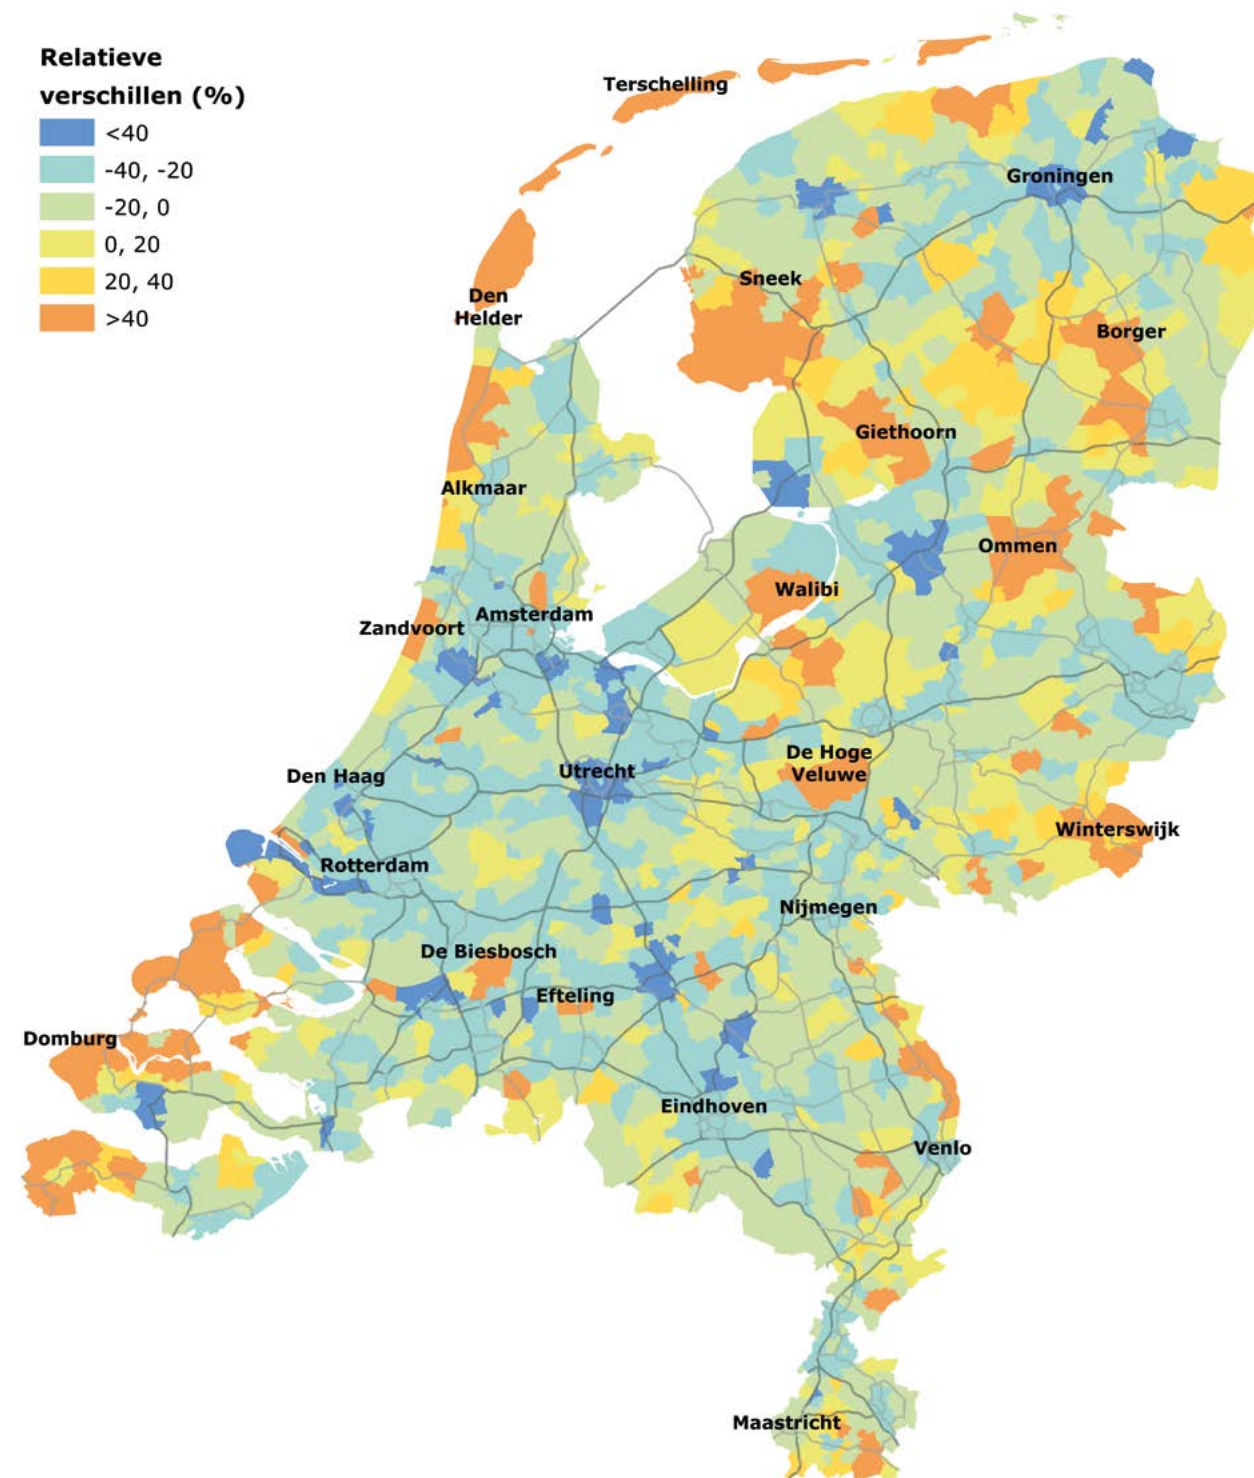 Relatieve
verschillen (%)
<40
-40, -20
-20, 0
0, 20
20, 40
>40
Terschelling
Groningen
Sneek
Den
Helder
Borger
Giethoorn
Alkmaar
Ommen
Walibi
Amsterdam
Zandvoort
De Hoge
Veluwe
Utrecht
Den Haag
Winterswijk
Rotterdam
Nijmegen
De Biesbosch
Efteling
Domburg
Eindhoven
Venlo
Maastricht